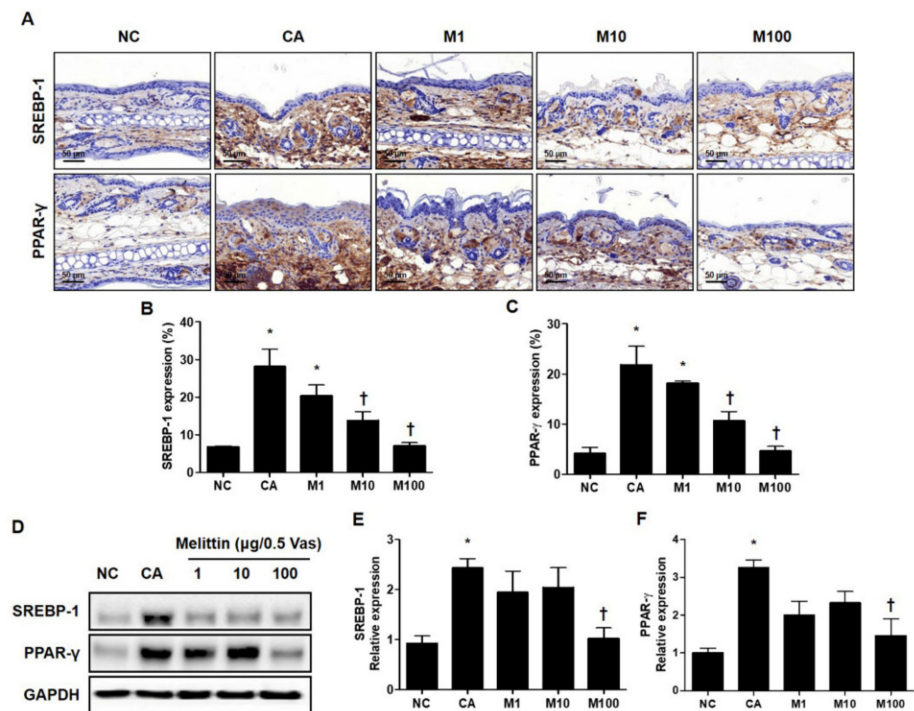 A
NC CA M1 M10 M100
SREBP-1
50 µm 50 µm 50 µm 50 µm 50 µm
PPAR-γ
50 µm 50 µm 50 µm 50 µm 50 µm
B
SREBP-1 expression (%)
40
30
20
10
0
* * † †
NC CA M1 M10 M100
C
PPAR-γ expression (%)
30
20
10
0
* * † †
NC CA M1 M10 M100
D
Melittin (µg/0.5 Vas)
NC CA 1 10 100
SREBP-1
PPAR-γ
GAPDH
E
SREBP-1
Relative expression
3
2
1
0
* †
NC CA M1 M10 M100
F
PPAR-γ
Relative expression
4
3
2
1
0
* †
NC CA M1 M10 M100